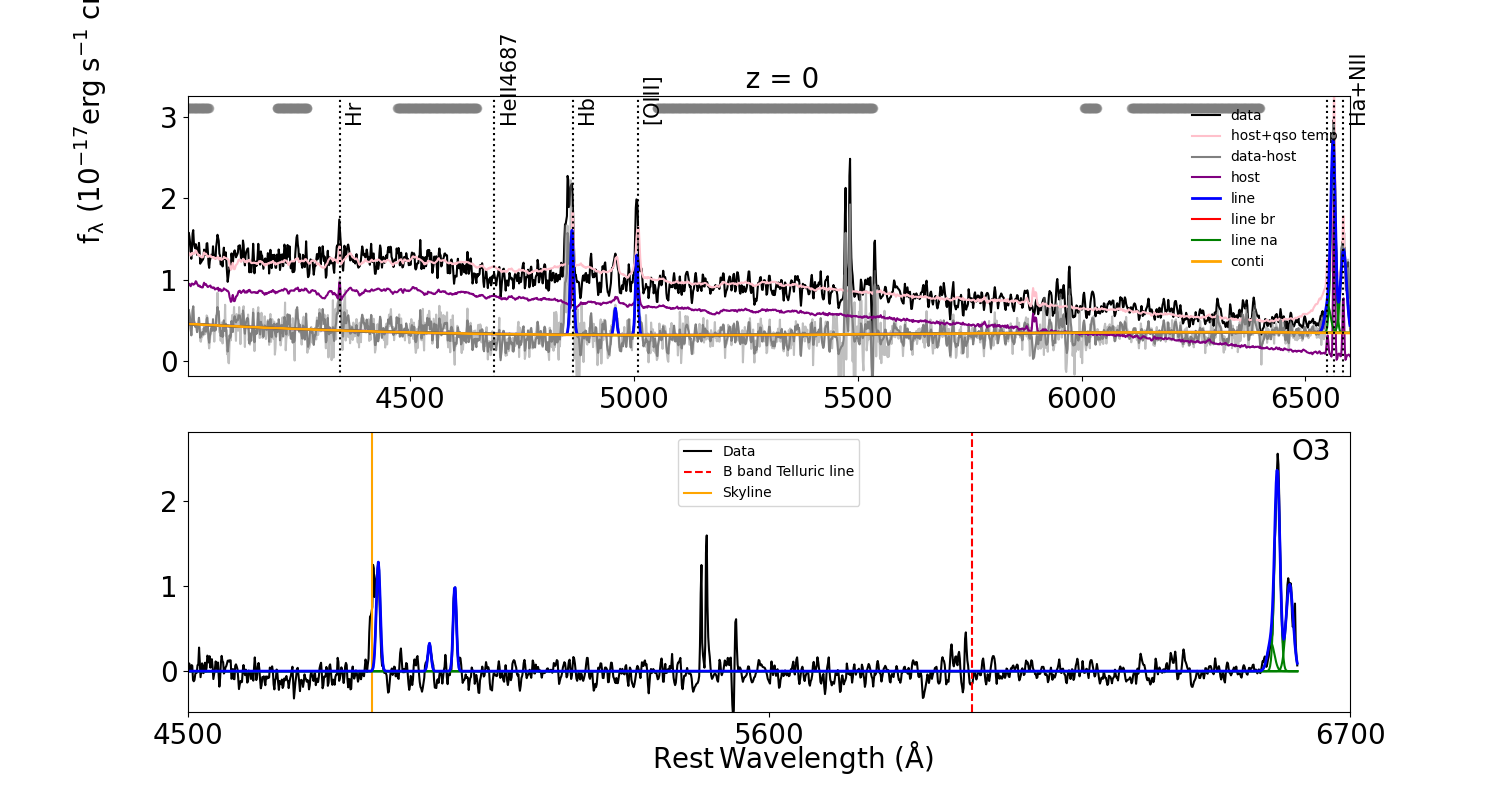 z = 0
f_λ (10^−17 erg s^−1 c
3
2
1
0
Hr
HeII4687
Hb
[OIII]
Ha+NII
data
host+qso temp
data-host
host
line
line br
line na
conti
4500
5000
5500
6000
6500
O3
Data
B band Telluric line
Skyline
2
1
0
4500
5600
6700
Rest Wavelength (Å)